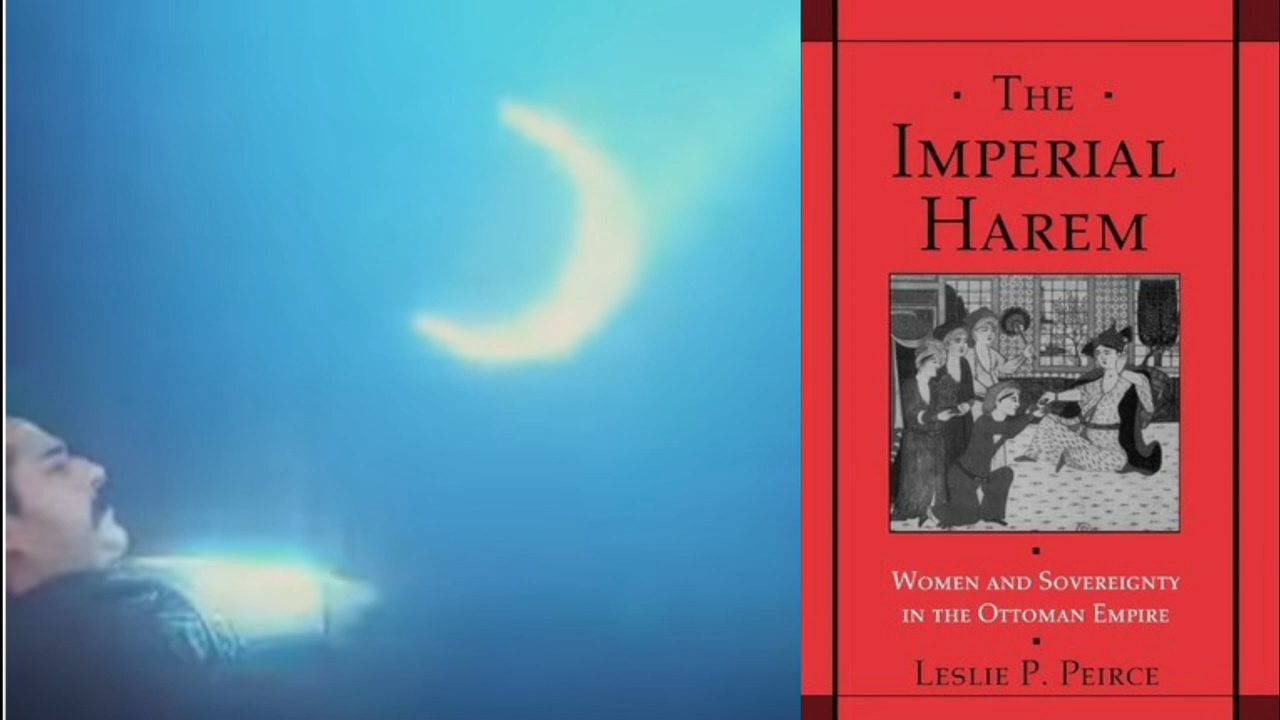 · THE ·
IMPERIAL
HAREM
WOMEN AND SOVEREIGNTY
IN THE OTTOMAN EMPIRE
LESLIE P. PEIRCE